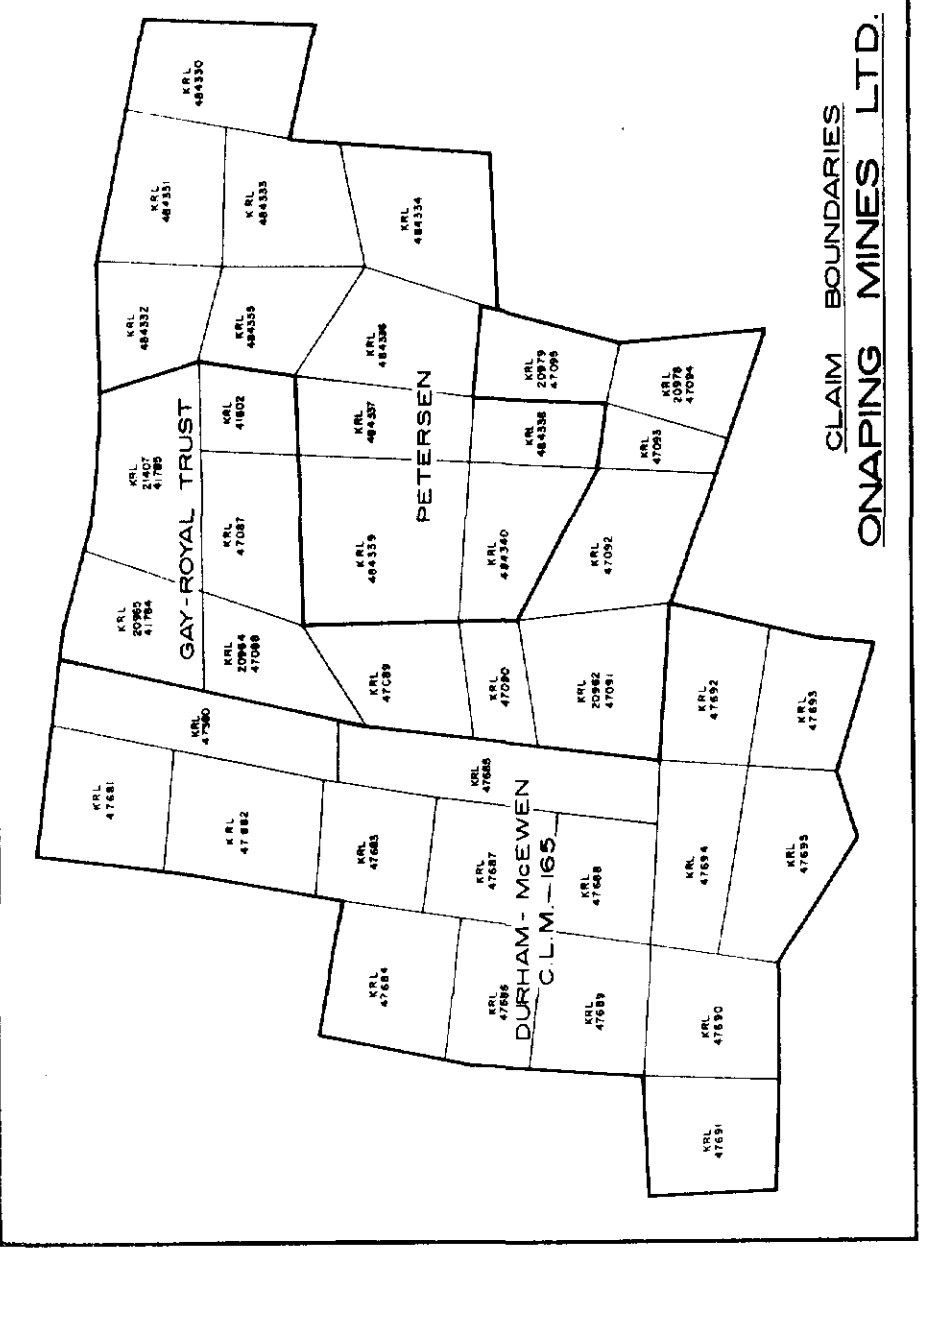 KRL
47681
KRL
47682
KRL
47580
KRL
20965
41784
KRL
21407
41785
KRL
484332
KRL
484331
KRL
484330
GAY-ROYAL TRUST
KRL
20964
47088
KRL
47087
KRL
41802
KRL
484335
KRL
484333
KRL
47684
KRL
47683
KRL
47089
KRL
484339
KRL
484337
KRL
484336
KRL
484334
PETERSEN
KRL
47686
KRL
47687
KRL
47685
KRL
47090
KRL
484340
KRL
484338
KRL
20979
47095
DURHAM - McEWEN
C.L.M.-165
KRL
47689
KRL
47688
KRL
20962
47091
KRL
47092
KRL
47093
KRL
20978
47094
KRL
47691
KRL
47690
KRL
47694
KRL
47692
KRL
47695
KRL
47693
CLAIM BOUNDARIES
ONAPING MINES LTD.